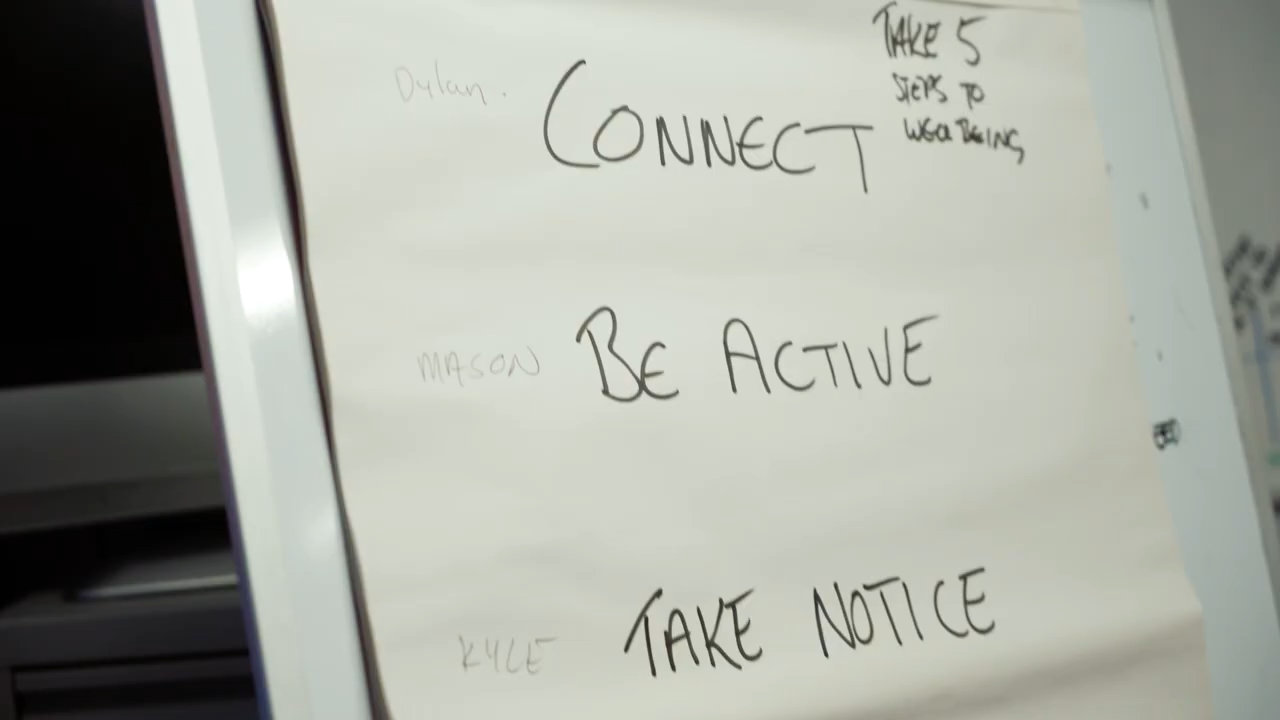 TAKE 5
STEPS TO
WELLBEING
Dylan.
CONNECT
MASON
BE ACTIVE
KYLE
TAKE NOTICE